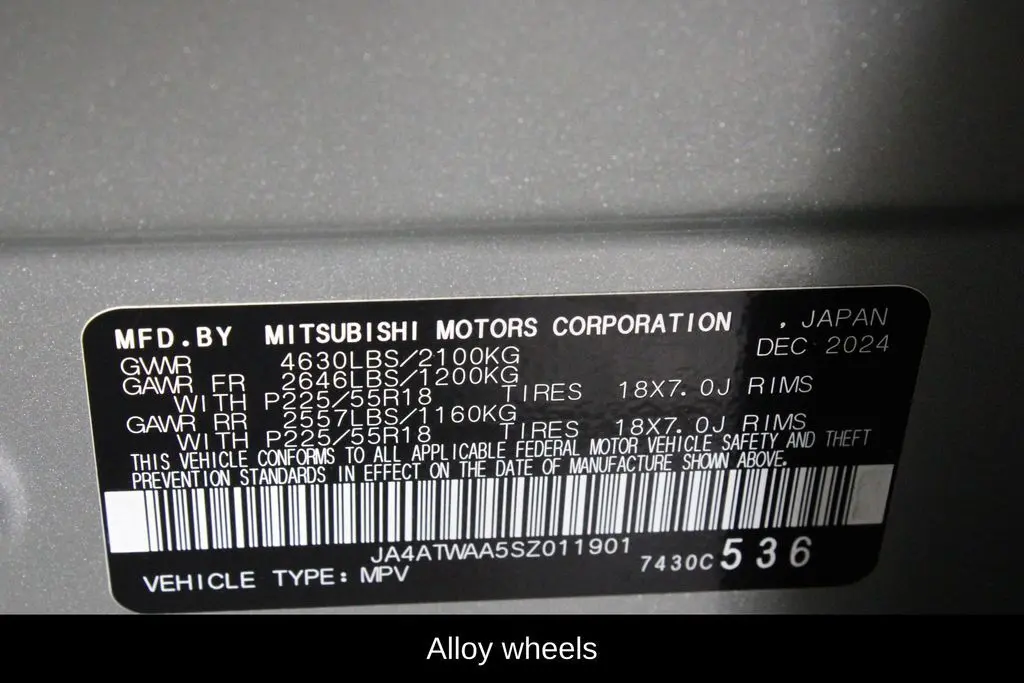 MFD.BY MITSUBISHI MOTORS CORPORATION , JAPAN
GVWR 4630LBS/2100KG DEC 2024
GAWR FR 2646LBS/1200KG
WITH P225/55R18 TIRES 18X7.0J RIMS
GAWR RR 2557LBS/1160KG
WITH P225/55R18 TIRES 18X7.0J RIMS
THIS VEHICLE CONFORMS TO ALL APPLICABLE FEDERAL MOTOR VEHICLE SAFETY AND THEFT
PREVENTION STANDARDS IN EFFECT ON THE DATE OF MANUFACTURE SHOWN ABOVE.
JA4ATWAA5SZ011901
VEHICLE TYPE: MPV 7430C 536
Alloy wheels